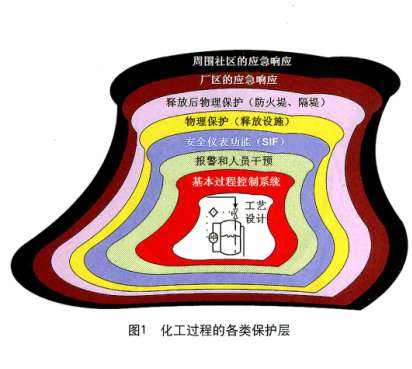 周围社区的应急响应
厂区的应急响应
释放后物理保护（防火堤、隔堤）
物理保护（释放设施）
安全仪表功能（SIF）
报警和人员干预
基本过程控制系统
工艺
设计
图1 化工过程的各类保护层